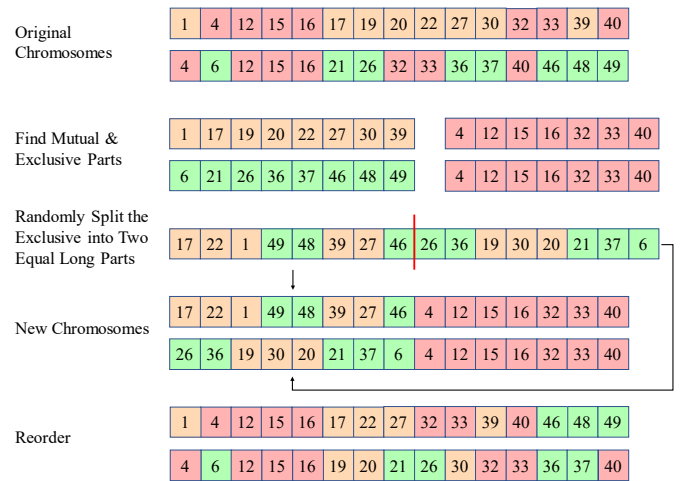 Original
Chromosomes
1 4 12 15 16 17 19 20 22 27 30 32 33 39 40
4 6 12 15 16 21 26 32 33 36 37 40 46 48 49
Find Mutual &
Exclusive Parts
1 17 19 20 22 27 30 39 4 12 15 16 32 33 40
6 21 26 36 37 46 48 49 4 12 15 16 32 33 40
Randomly Split the
Exclusive into Two
Equal Long Parts
17 22 1 49 48 39 27 46 26 36 19 30 20 21 37 6
New Chromosomes
17 22 1 49 48 39 27 46 4 12 15 16 32 33 40
26 36 19 30 20 21 37 6 4 12 15 16 32 33 40
Reorder
1 4 12 15 16 17 22 27 32 33 39 40 46 48 49
4 6 12 15 16 19 20 21 26 30 32 33 36 37 40